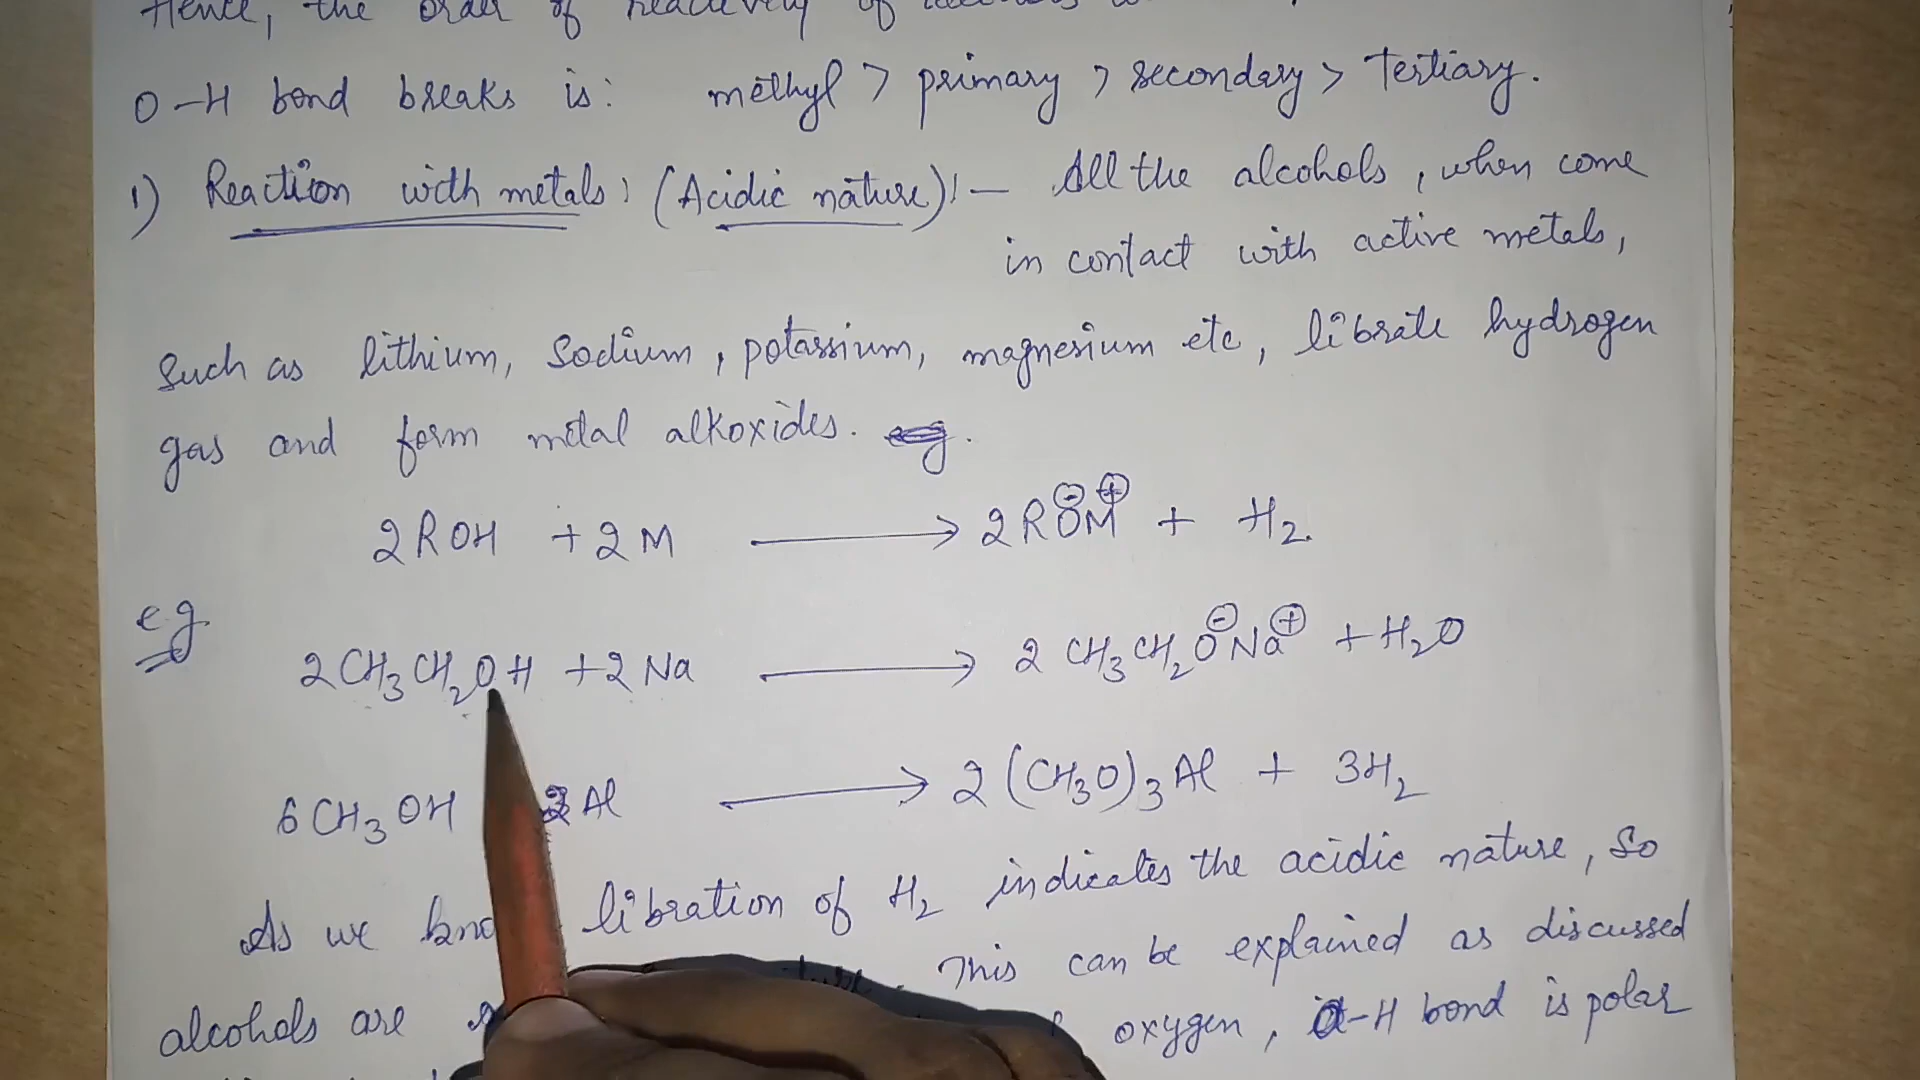 Hence, the order of reactivity of
O-H bond breaks is: methyl > primary > secondary > Tertiary.
1) Reaction with metals: (Acidic nature):- All the alcohols, when come
in contact with active metals,
Such as lithium, Sodium, potassium, magnesium etc, librate hydrogen
gas and form metal alkoxides. eg.
2ROH + 2M ⟶ 2RO⊖M⊕ + H₂.
e.g
2CH₃CH₂OH + 2Na ⟶ 2CH₃CH₂O⊖Na⊕ + H₂O
6CH₃OH 2Al ⟶ 2(CH₃O)₃Al + 3H₂
As we libration of H₂ indicates the acidic nature, So
alcohols are This can be explained as discussed
oxygen, O-H bond is polar